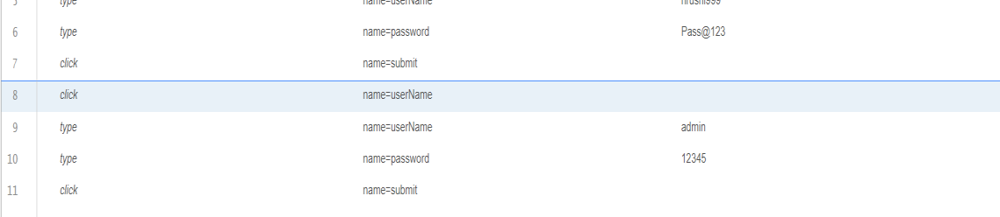 5 type name=userName hrushi999
6 type name=password Pass@123
7 click name=submit
8 click name=userName
9 type name=userName admin
10 type name=password 12345
11 click name=submit